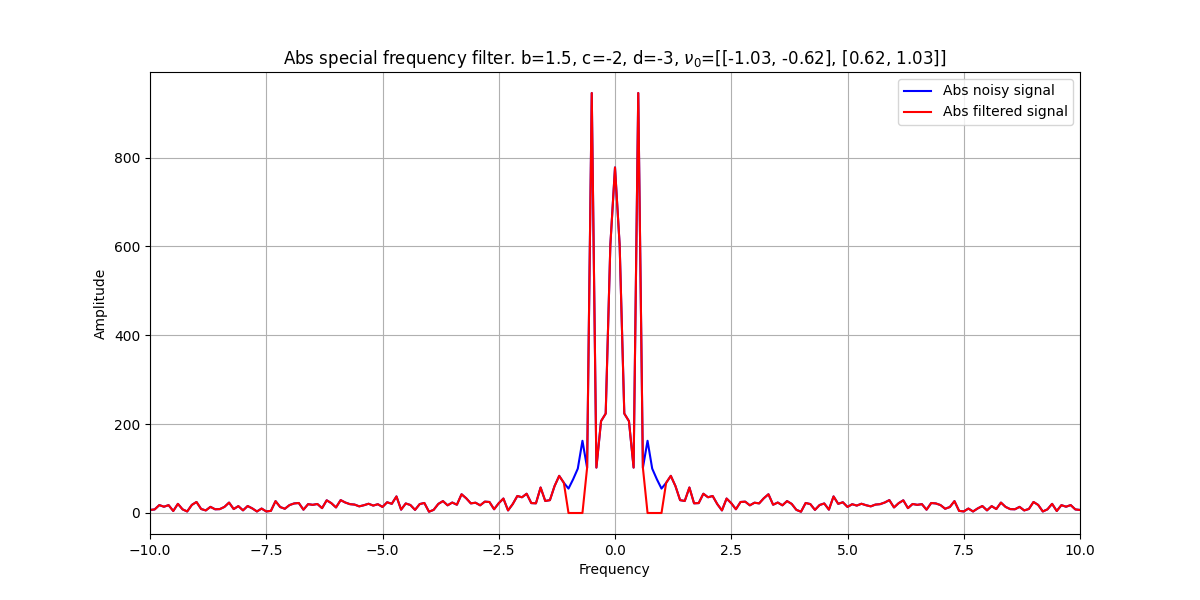 Abs special frequency filter. b=1.5, c=-2, d=-3, ν₀=[[-1.03, -0.62], [0.62, 1.03]]
Abs noisy signal
Abs filtered signal
Amplitude
800
600
400
200
0
−10.0 −7.5 −5.0 −2.5 0.0 2.5 5.0 7.5 10.0
Frequency